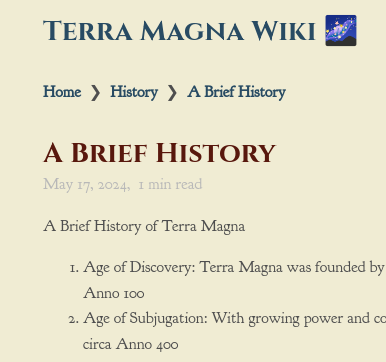 Terra Magna Wiki 🌌
Home ❯ History ❯ A Brief History
A Brief History
May 17, 2024, 1 min read
A Brief History of Terra Magna
1. Age of Discovery: Terra Magna was founded by
Anno 100
2. Age of Subjugation: With growing power and co
circa Anno 400